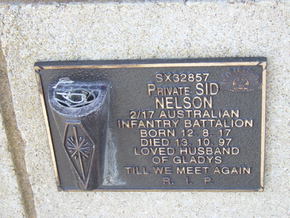 SX32857
PRIVATE SID
NELSON
2/17 AUSTRALIAN
INFANTRY BATTALION
BORN 12.8.17
DIED 13.10.97
LOVED HUSBAND
OF GLADYS
TILL WE MEET AGAIN
R.I.P.